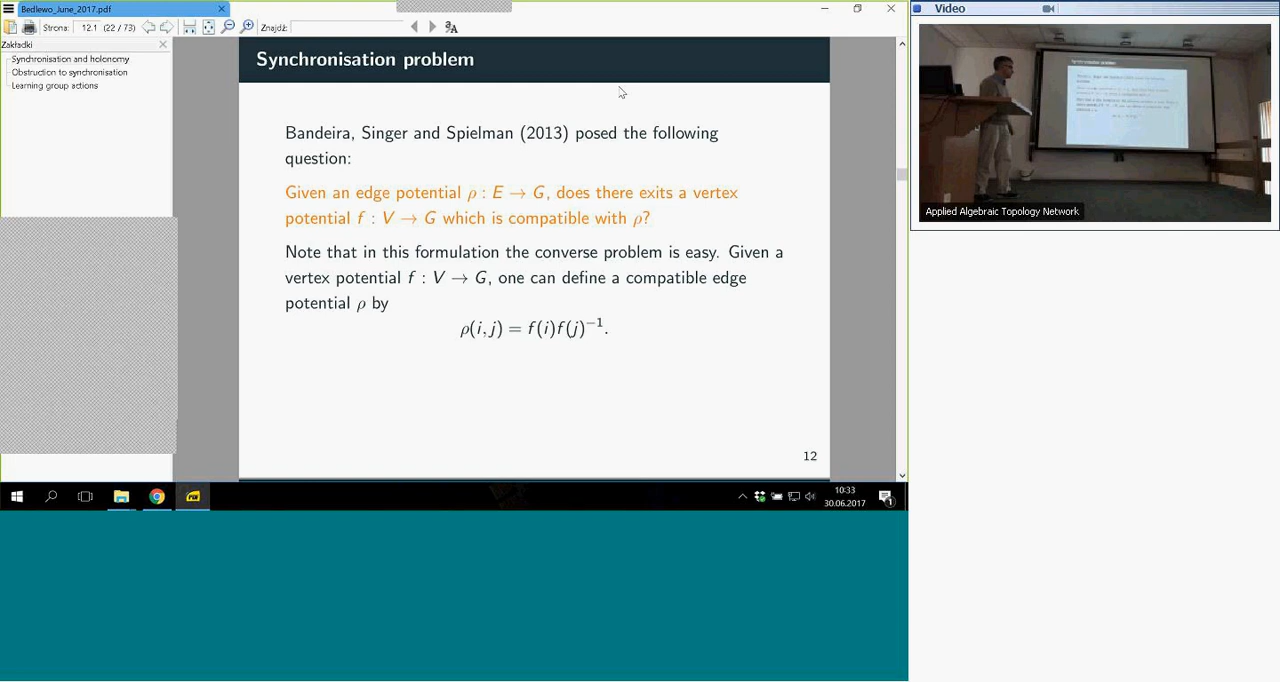 Bedlewo_June_2017.pdf
Strona: 12.1 (22 / 73) Znajdź:
Zakładki
Synchronisation and holonomy
Obstruction to synchronisation
Learning group actions
Synchronisation problem
Bandeira, Singer and Spielman (2013) posed the following
question:
Given an edge potential ρ : E → G, does there exits a vertex
potential f : V → G which is compatible with ρ?
Note that in this formulation the converse problem is easy. Given a
vertex potential f : V → G, one can define a compatible edge
potential ρ by
ρ(i, j) = f(i)f(j)⁻¹.
12
10:33
30.06.2017
Video
Synchronisation problem
Applied Algebraic Topology Network